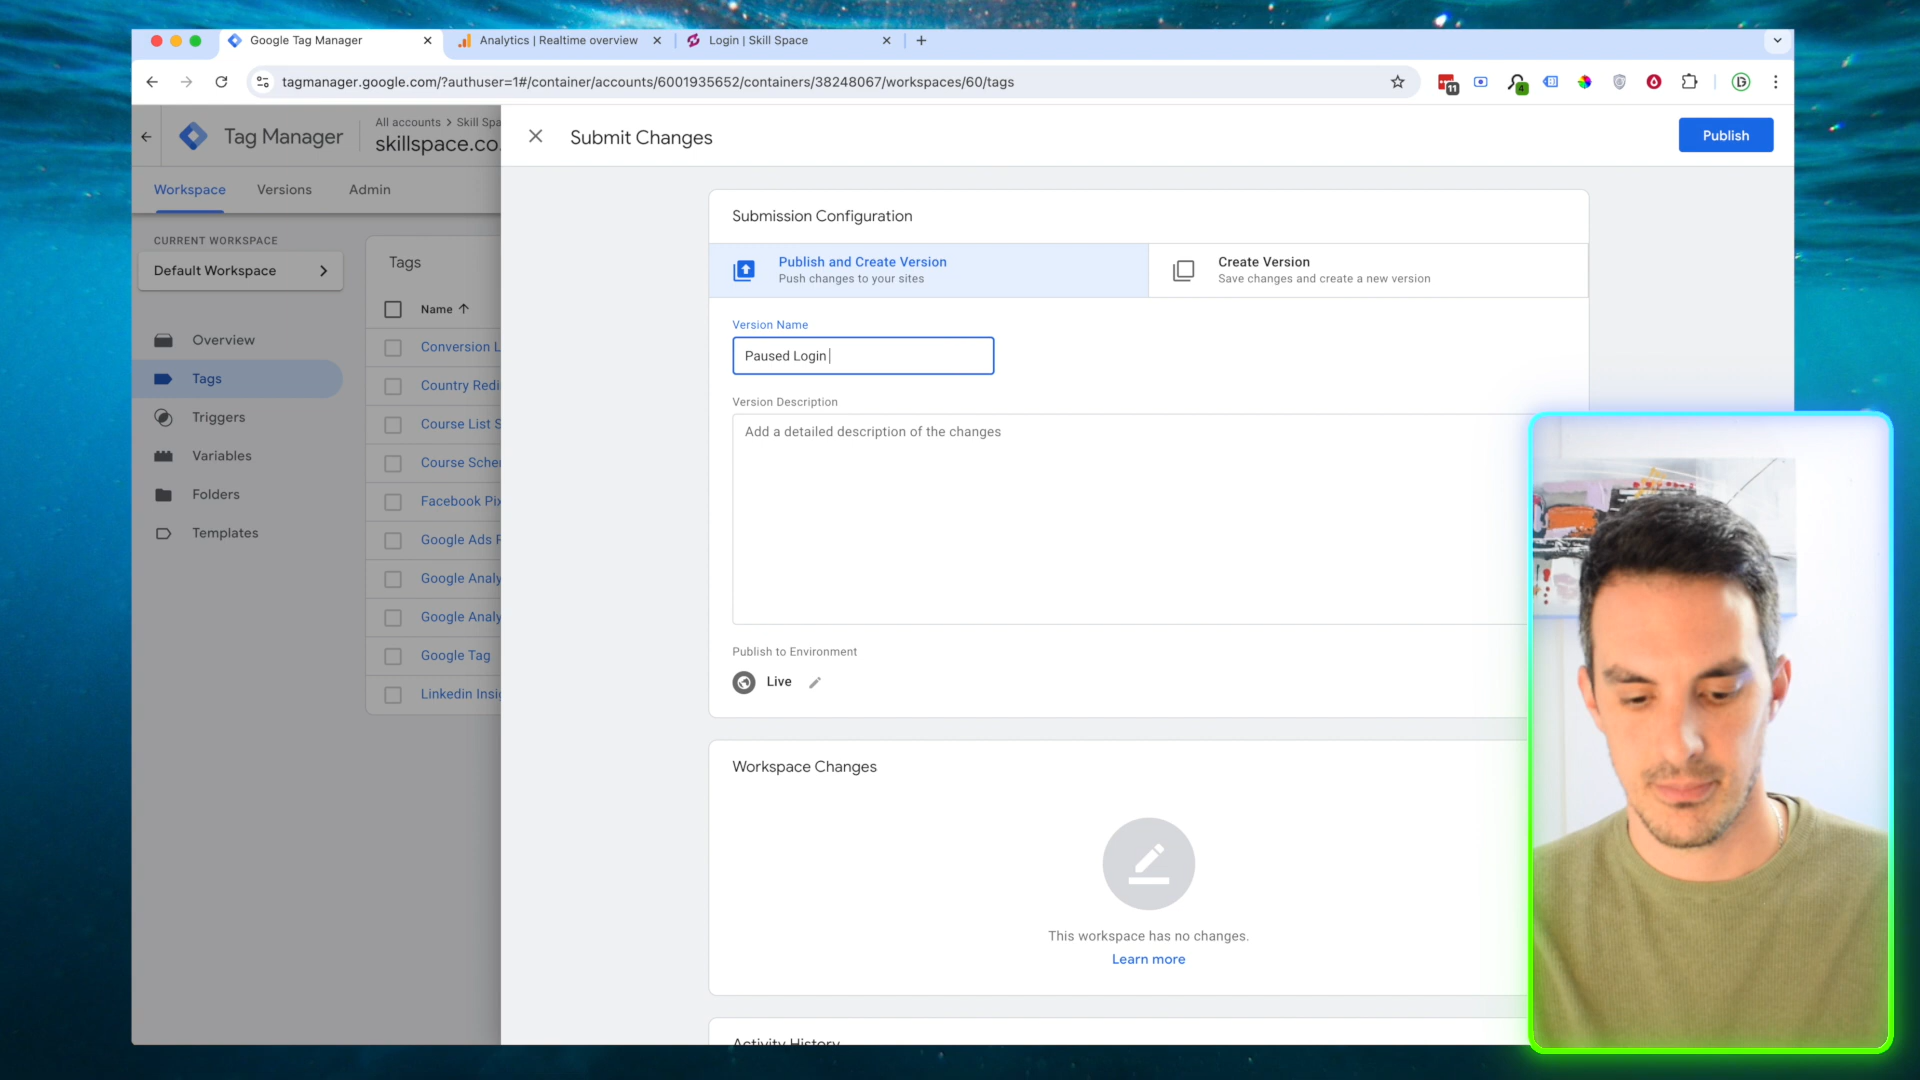 Google Tag Manager
Analytics | Realtime overview
Login | Skill Space
tagmanager.google.com/?authuser=1#/container/accounts/6001935652/containers/38248067/workspaces/60/tags
11
4
Tag Manager
All accounts > Skill Spa
skillspace.co.
Submit Changes
Publish
Workspace
Versions
Admin
CURRENT WORKSPACE
Default Workspace
Overview
Tags
Triggers
Variables
Folders
Templates
Tags
Name
Conversion L
Country Redi
Course List S
Course Sche
Facebook Pix
Google Ads
Google Analy
Google Analy
Google Tag
Linkedin Insi
Submission Configuration
Publish and Create Version
Push changes to your sites
Create Version
Save changes and create a new version
Version Name
Paused Login
Version Description
Add a detailed description of the changes
Publish to Environment
Live
Workspace Changes
This workspace has no changes.
Learn more
Activity History